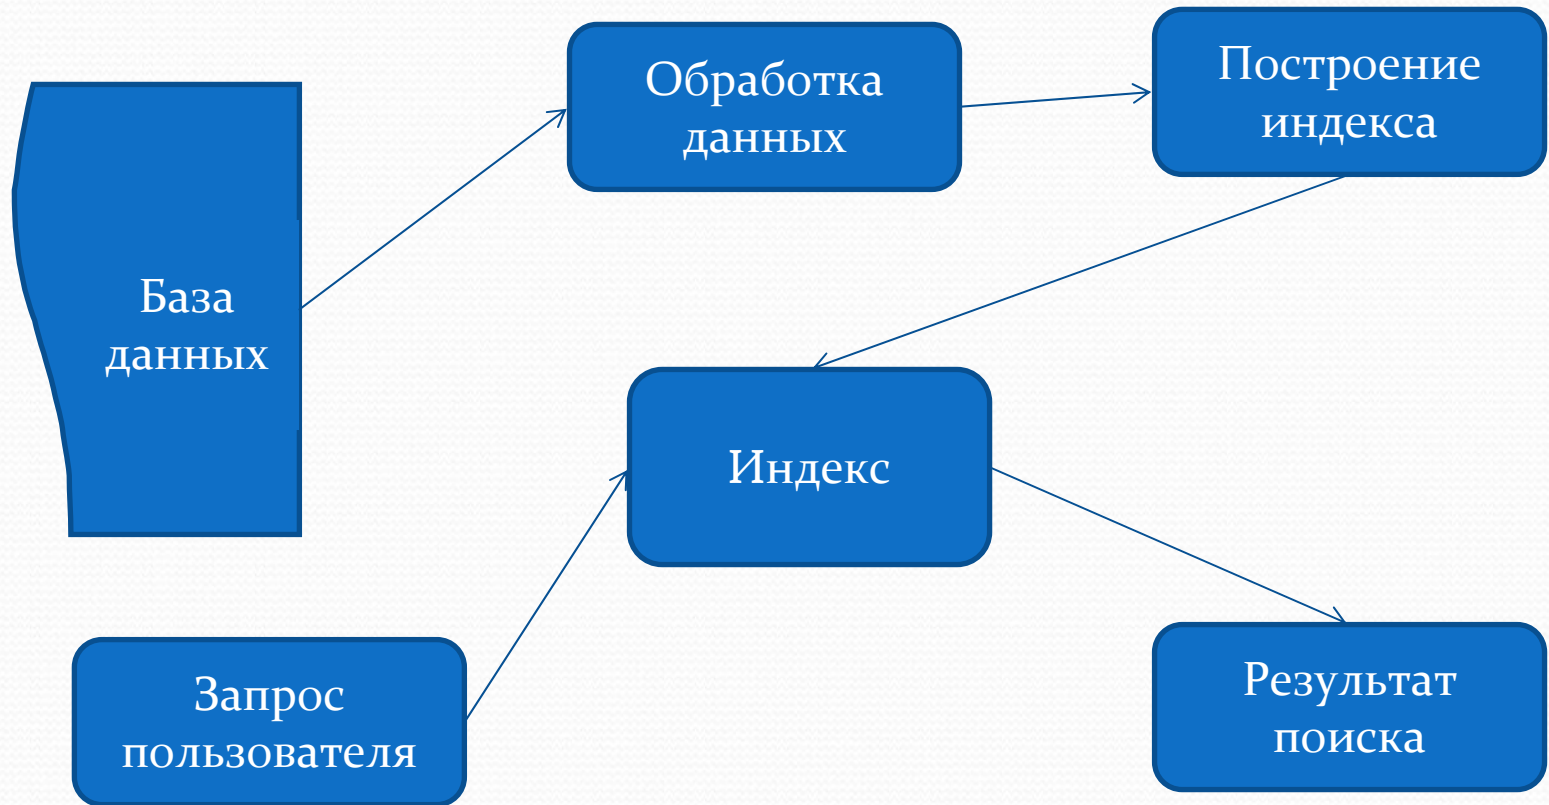 Обработка
данных
Построение
индекса
База
данных
Индекс
Запрос
пользователя
Результат
поиска